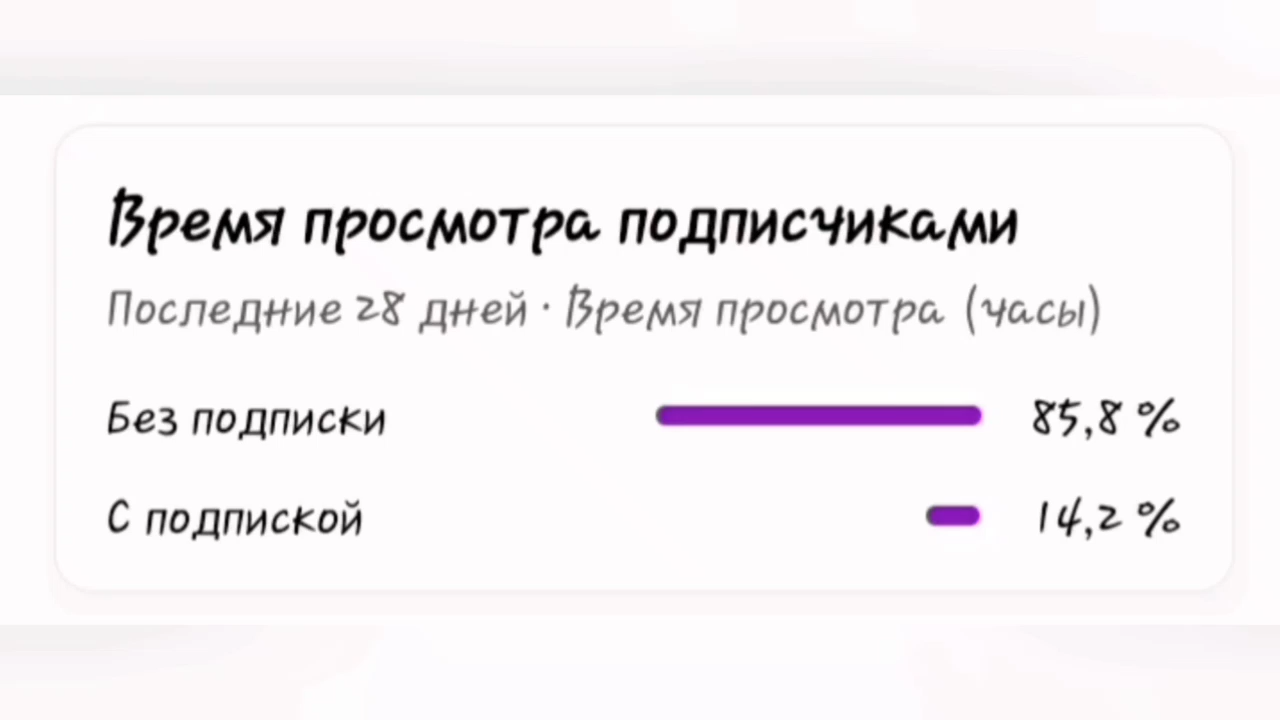 Время просмотра подписчиками
Последние 28 дней · Время просмотра (часы)
Без подписки 85,8 %
С подпиской 14,2 %